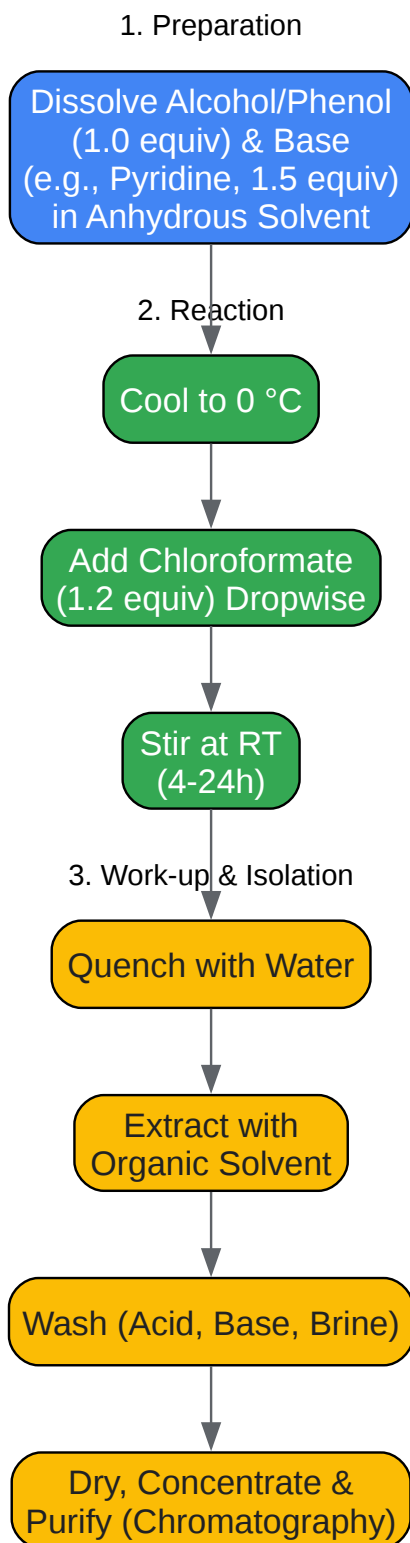 1. Preparation
Dissolve Alcohol/Phenol
(1.0 equiv) & Base
(e.g., Pyridine, 1.5 equiv)
in Anhydrous Solvent
2. Reaction
Cool to 0 °C
Add Chloroformate
(1.2 equiv) Dropwise
Stir at RT
(4-24h)
3. Work-up & Isolation
Quench with Water
Extract with
Organic Solvent
Wash (Acid, Base, Brine)
Dry, Concentrate &
Purify (Chromatography)